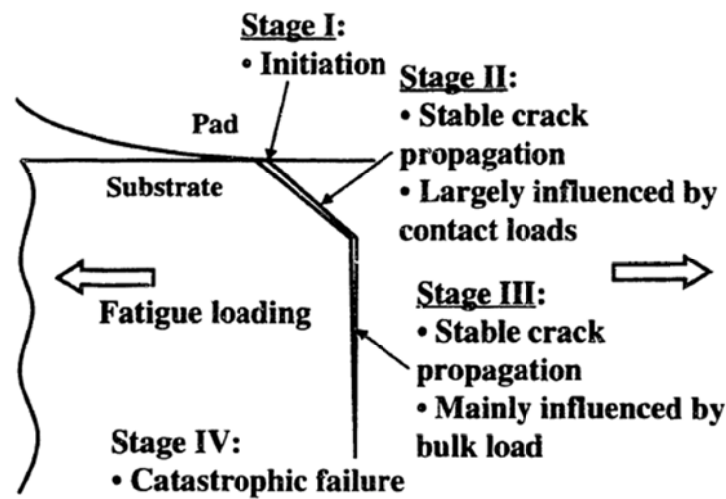 Stage I:
• Initiation
Stage II:
• Stable crack
propagation
• Largely influenced by
contact loads
Pad
Substrate
Fatigue loading
Stage III:
• Stable crack
propagation
• Mainly influenced by
bulk load
Stage IV:
• Catastrophic failure